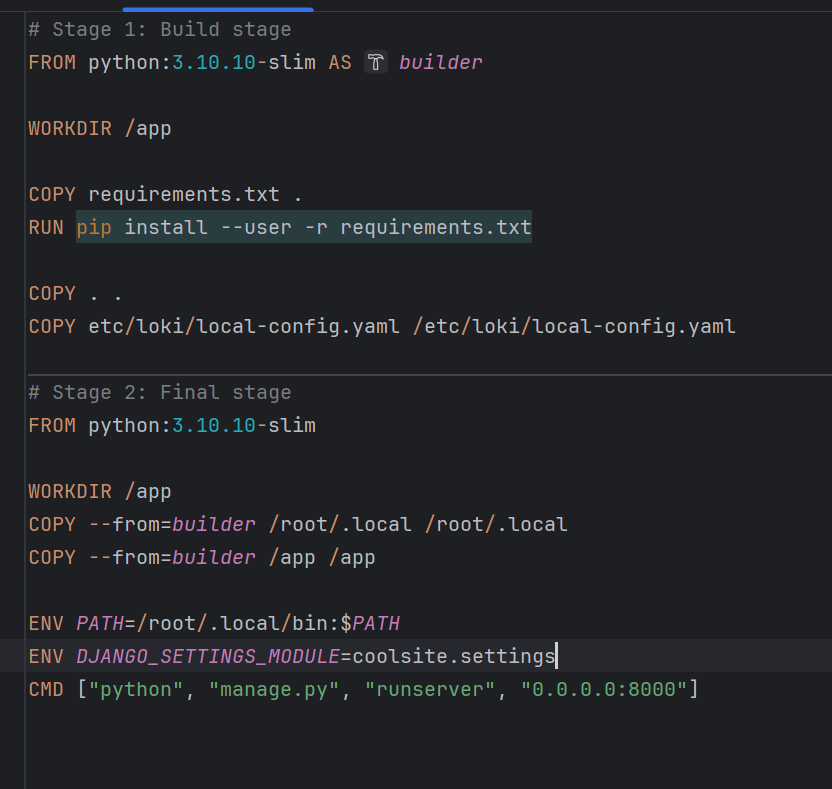 # Stage 1: Build stage
FROM python:3.10.10-slim AS builder
WORKDIR /app
COPY requirements.txt .
RUN pip install --user -r requirements.txt
COPY . .
COPY etc/loki/local-config.yaml /etc/loki/local-config.yaml
# Stage 2: Final stage
FROM python:3.10.10-slim
WORKDIR /app
COPY --from=builder /root/.local /root/.local
COPY --from=builder /app /app
ENV PATH=/root/.local/bin:$PATH
ENV DJANGO_SETTINGS_MODULE=coolsite.settings
CMD ["python", "manage.py", "runserver", "0.0.0.0:8000"]